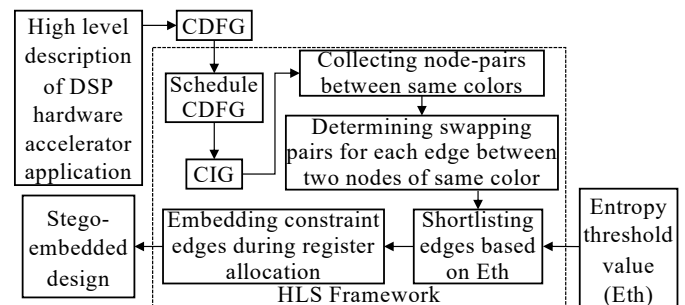 High level
description
of DSP
hardware
accelerator
application
CDFG
Schedule
CDFG
CIG
Collecting node-pairs
between same colors
Determining swapping
pairs for each edge between
two nodes of same color
Shortlisting
edges based
on Eth
Entropy
threshold
value
(Eth)
Embedding constraint
edges during register
allocation
Stego-
embedded
design
HLS Framework